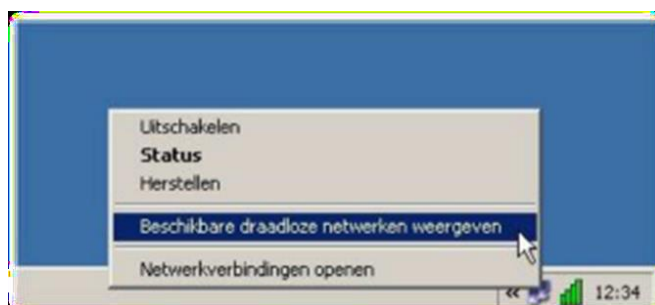 Uitschakelen
Status
Herstellen
Beschikbare draadloze netwerken weergeven
Netwerkverbindingen openen
« 12:34